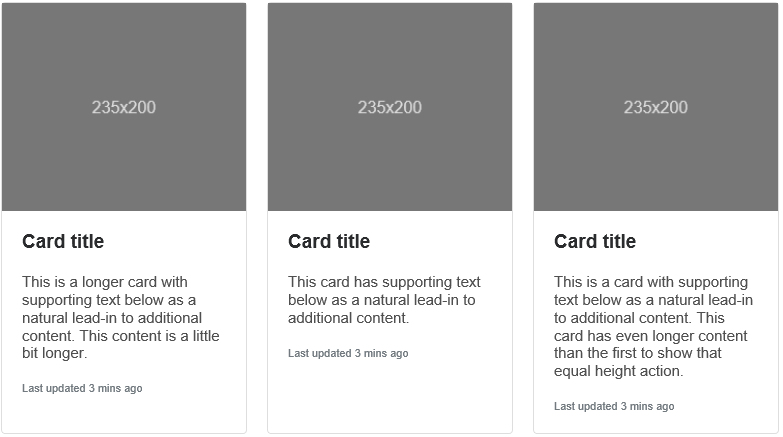 235x200
Card title
This is a longer card with
supporting text below as a
natural lead-in to additional
content. This content is a little
bit longer.
Last updated 3 mins ago
235x200
Card title
This card has supporting text
below as a natural lead-in to
additional content.
Last updated 3 mins ago
235x200
Card title
This is a card with supporting
text below as a natural lead-in
to additional content. This
card has even longer content
than the first to show that
equal height action.
Last updated 3 mins ago